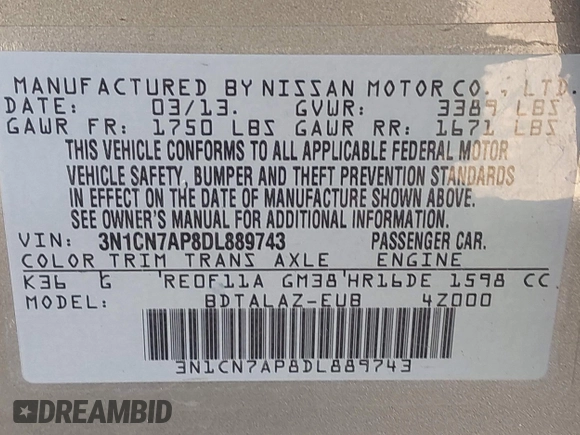 MANUFACTURED BY NISSAN MOTOR CO., LTD.
DATE: 03/13. GVWR: 3389 LBS
GAWR FR: 1750 LBS GAWR RR: 1671 LBS
THIS VEHICLE CONFORMS TO ALL APPLICABLE FEDERAL MOTOR
VEHICLE SAFETY, BUMPER AND THEFT PREVENTION STANDARDS
IN EFFECT ON THE DATE OF MANUFACTURE SHOWN ABOVE.
SEE OWNER'S MANUAL FOR ADDITIONAL INFORMATION.
VIN: 3N1CN7AP8DL889743 PASSENGER CAR.
COLOR TRIM TRANS AXLE ENGINE
K36 G RE0F11A GM38 HR16DE 1598 CC
MODEL: BDTALAZ-EUB 4Z000
3N1CN7AP8DL889743
DREAMBID